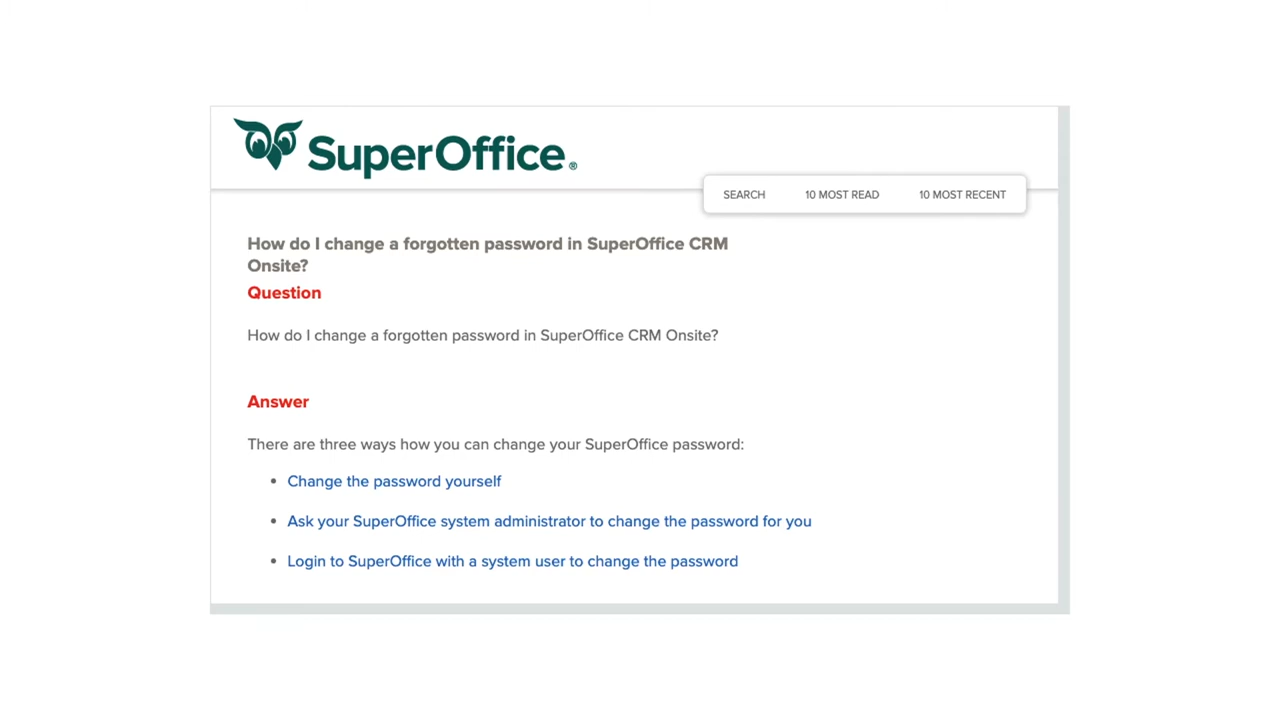 SuperOffice®
SEARCH 10 MOST READ 10 MOST RECENT
How do I change a forgotten password in SuperOffice CRM
Onsite?
Question
How do I change a forgotten password in SuperOffice CRM Onsite?
Answer
There are three ways how you can change your SuperOffice password:
• Change the password yourself
• Ask your SuperOffice system administrator to change the password for you
• Login to SuperOffice with a system user to change the password